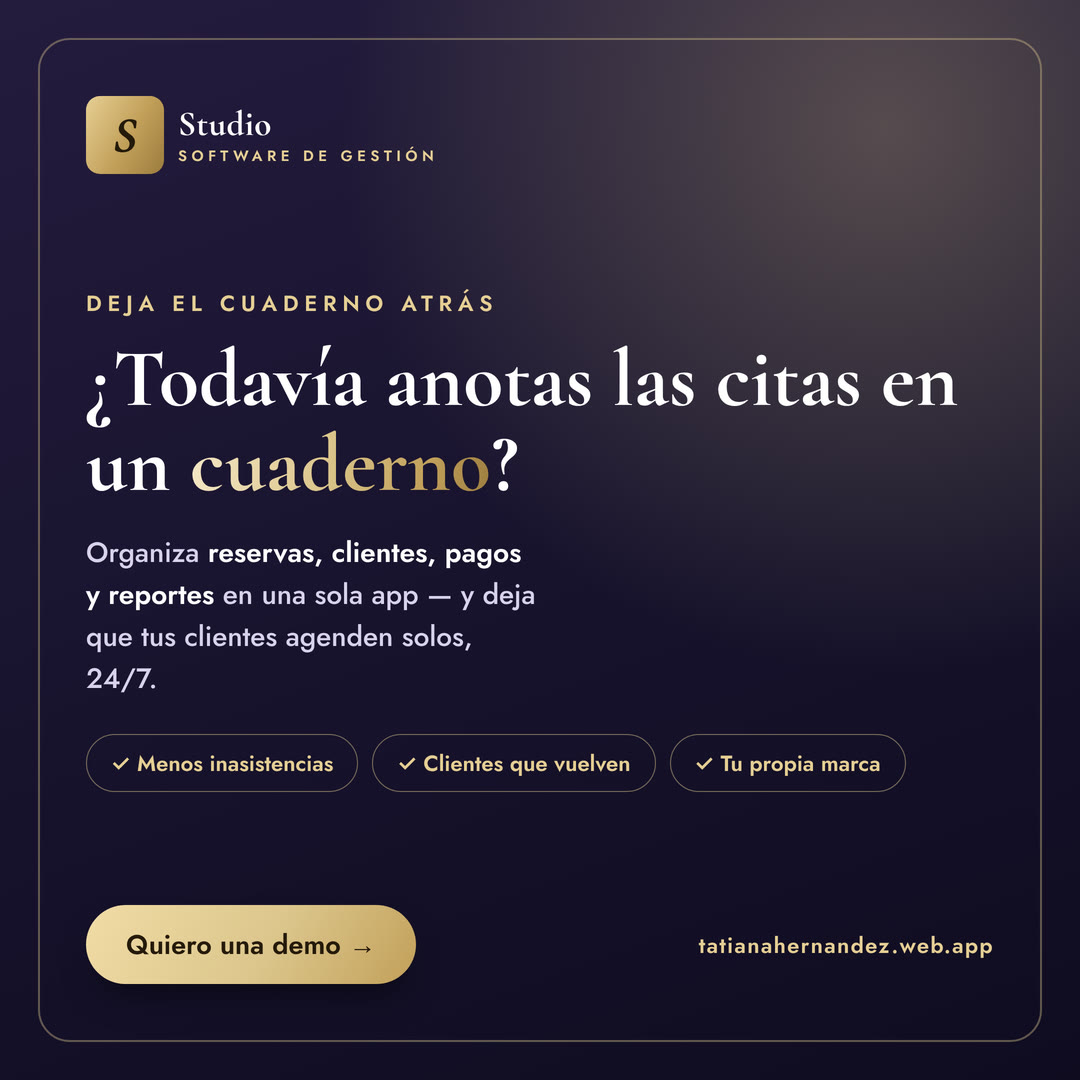 S
Studio
SOFTWARE DE GESTIÓN
DEJA EL CUADERNO ATRÁS
¿Todavía anotas las citas en
un cuaderno?
Organiza reservas, clientes, pagos
y reportes en una sola app — y deja
que tus clientes agenden solos,
24/7.
✓ Menos inasistencias
✓ Clientes que vuelven
✓ Tu propia marca
Quiero una demo →
tatianahernandez.web.app